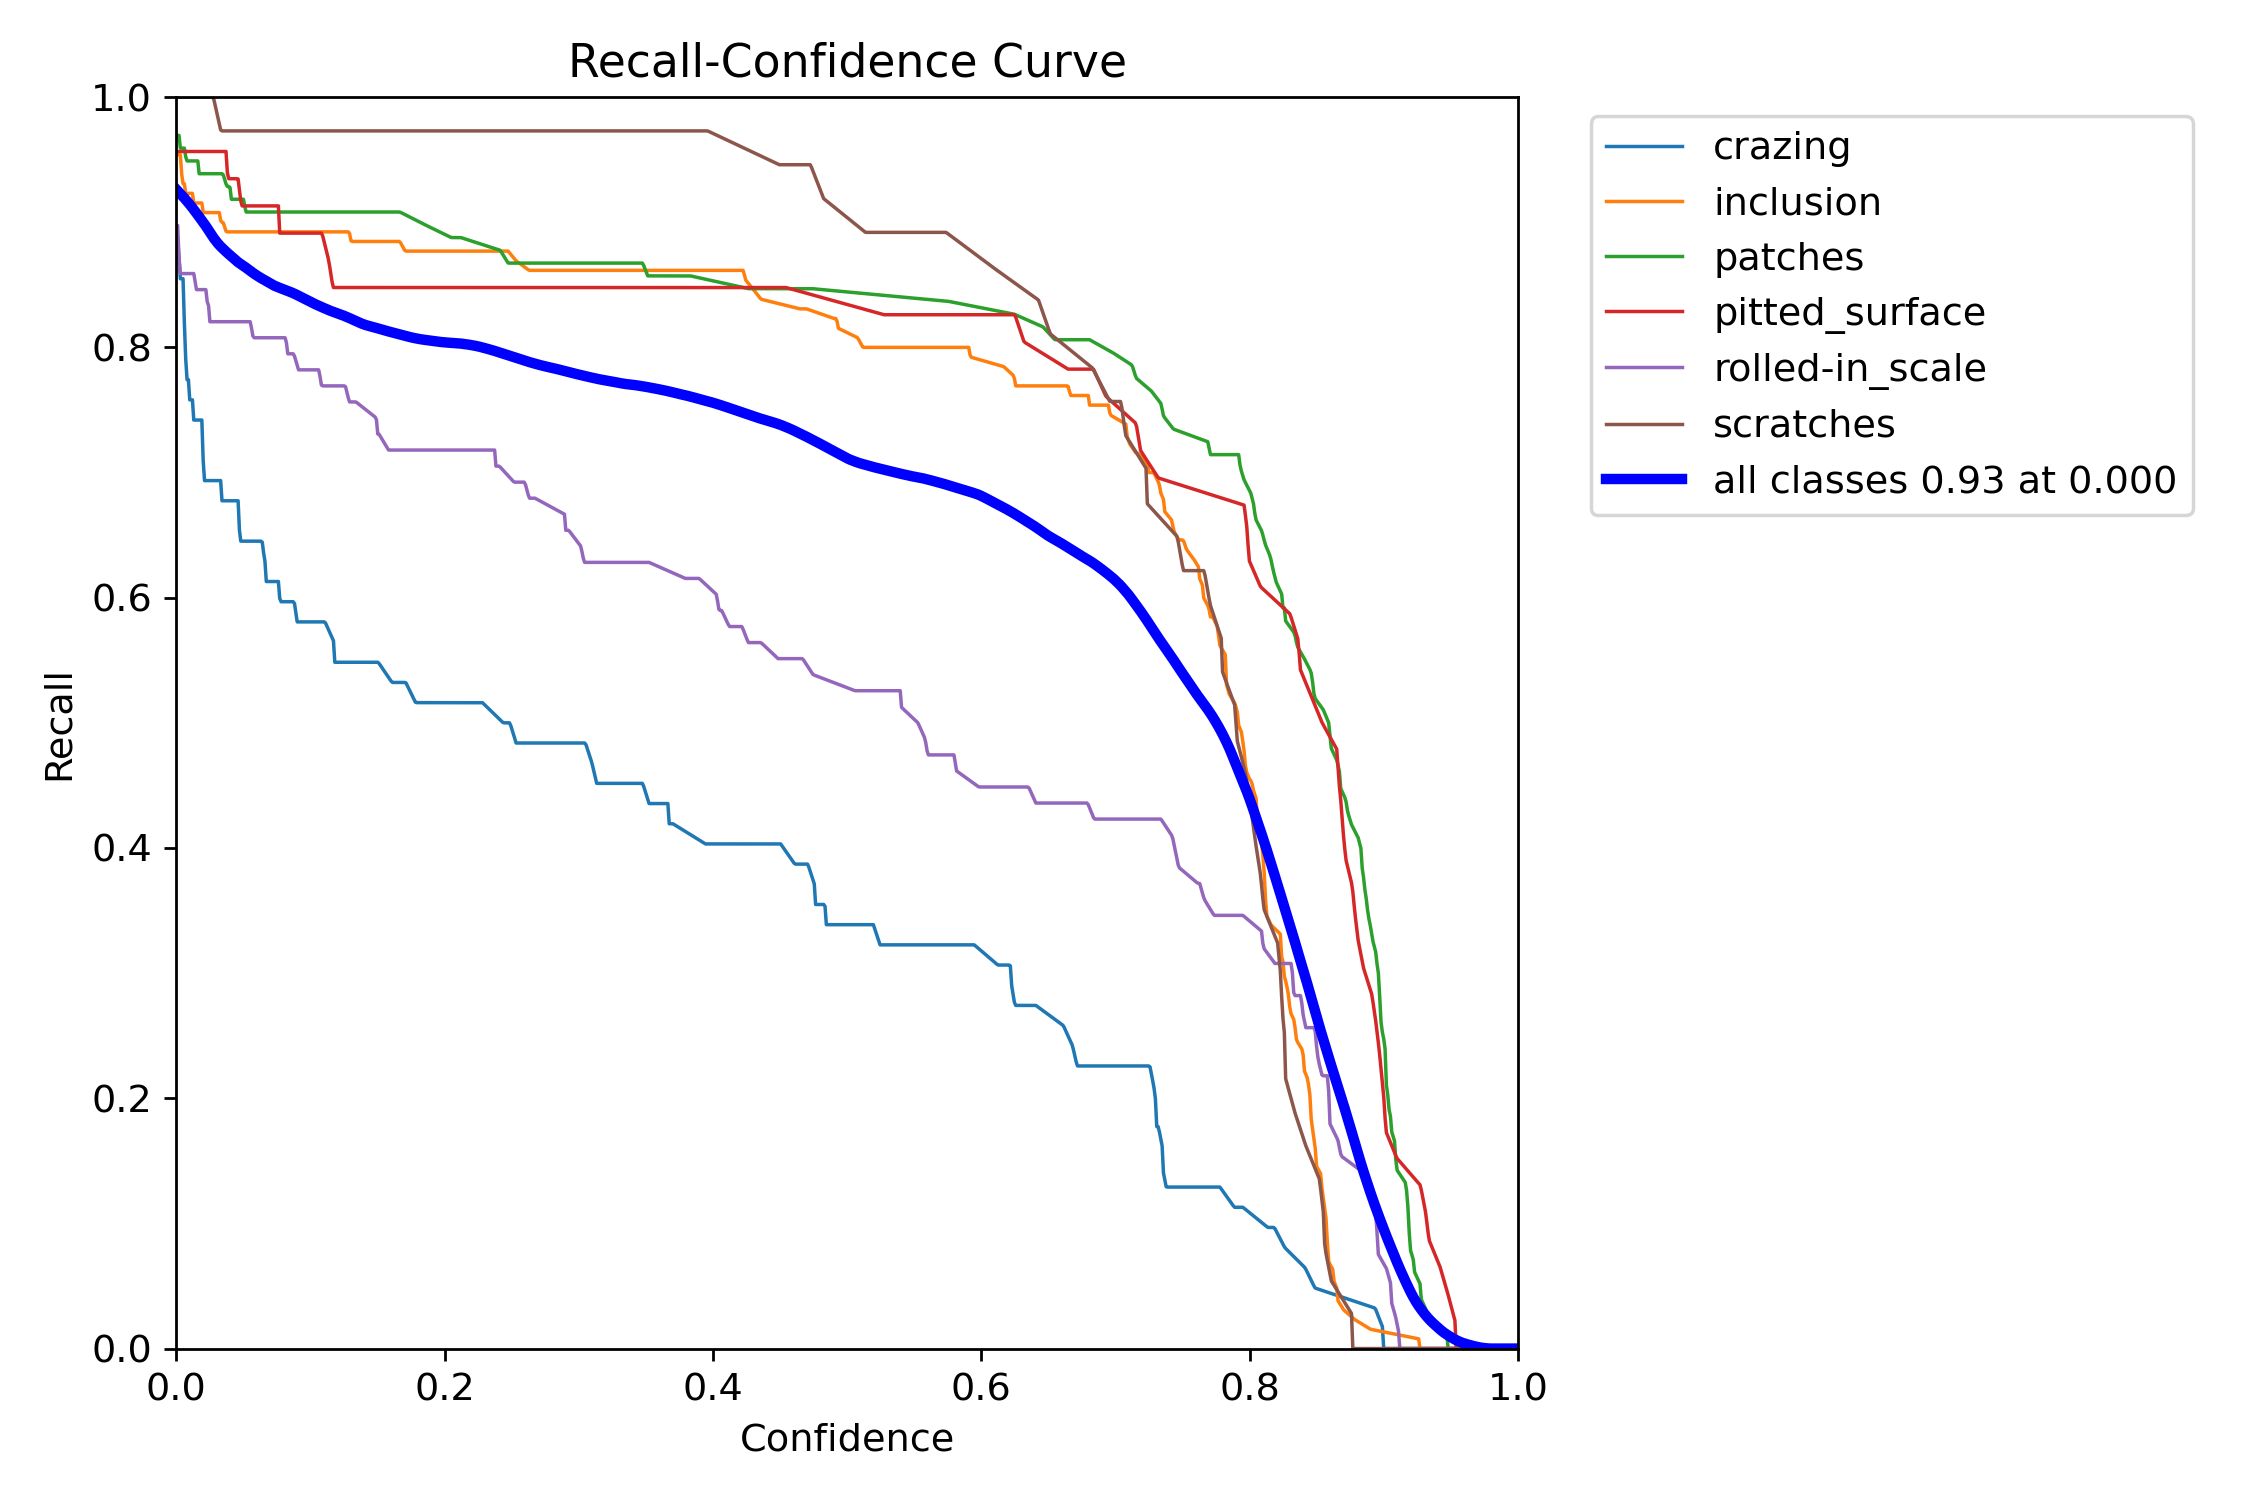 Recall-Confidence Curve
1.0
0.8
0.6
0.4
0.2
0.0
Recall
0.0 0.2 0.4 0.6 0.8 1.0
Confidence
crazing
inclusion
patches
pitted_surface
rolled-in_scale
scratches
all classes 0.93 at 0.000